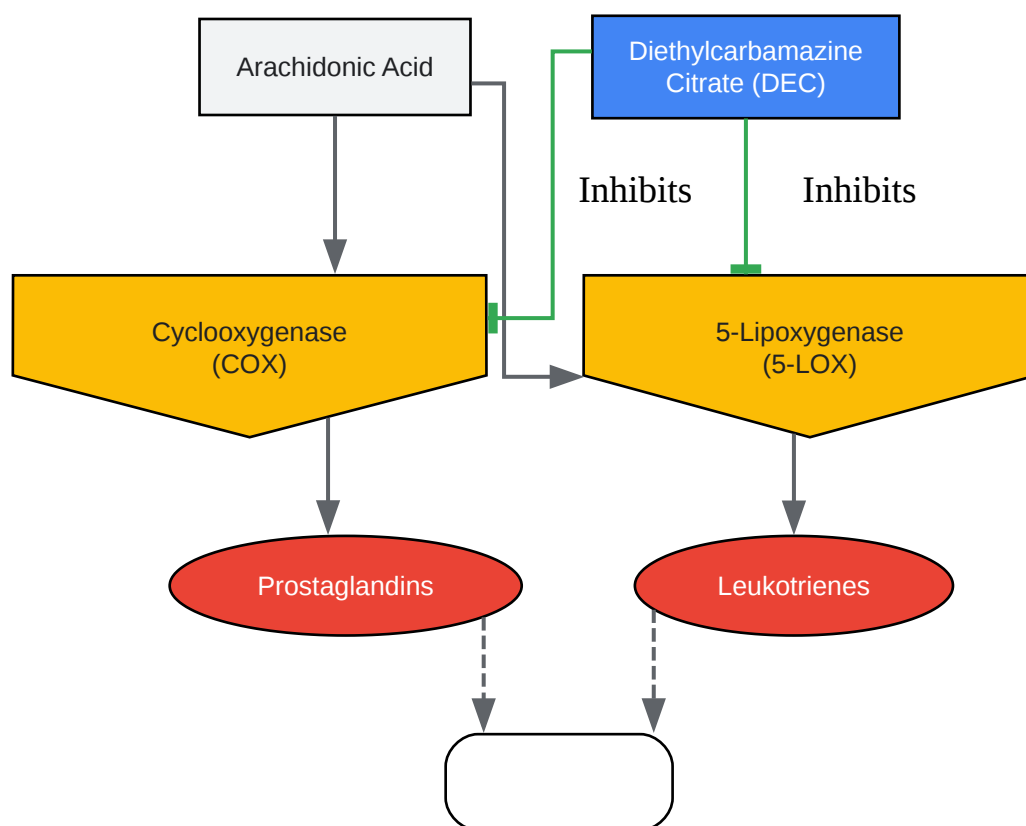 Arachidonic Acid
Diethylcarbamazine
Citrate (DEC)
Inhibits
Inhibits
Cyclooxygenase
(COX)
5-Lipoxygenase
(5-LOX)
Prostaglandins
Leukotrienes